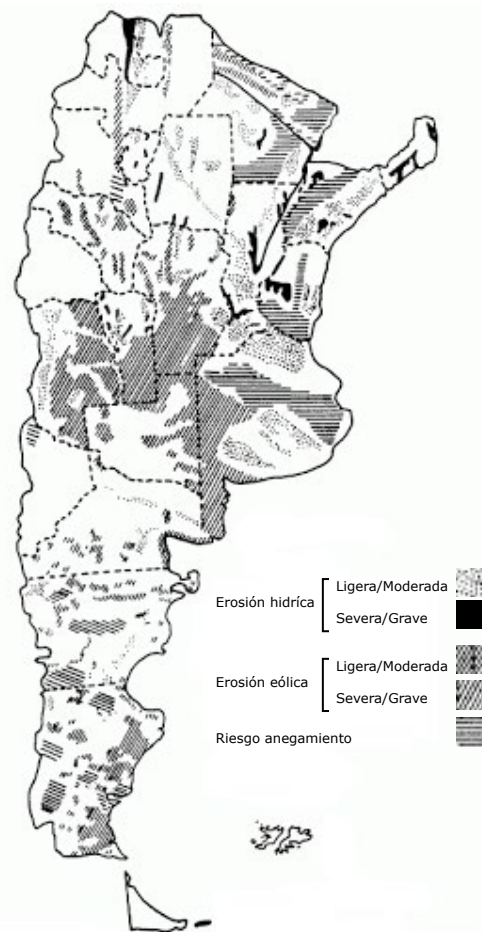 Erosión hidríca
Ligera/Moderada
Severa/Grave
Erosión eólica
Ligera/Moderada
Severa/Grave
Riesgo anegamiento